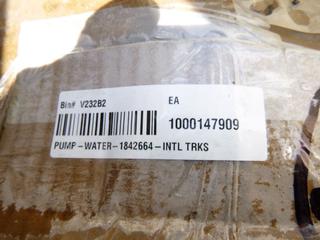 Bin# V232B2 EA
1000147909
PUMP-WATER-1842664-INTL TRKS